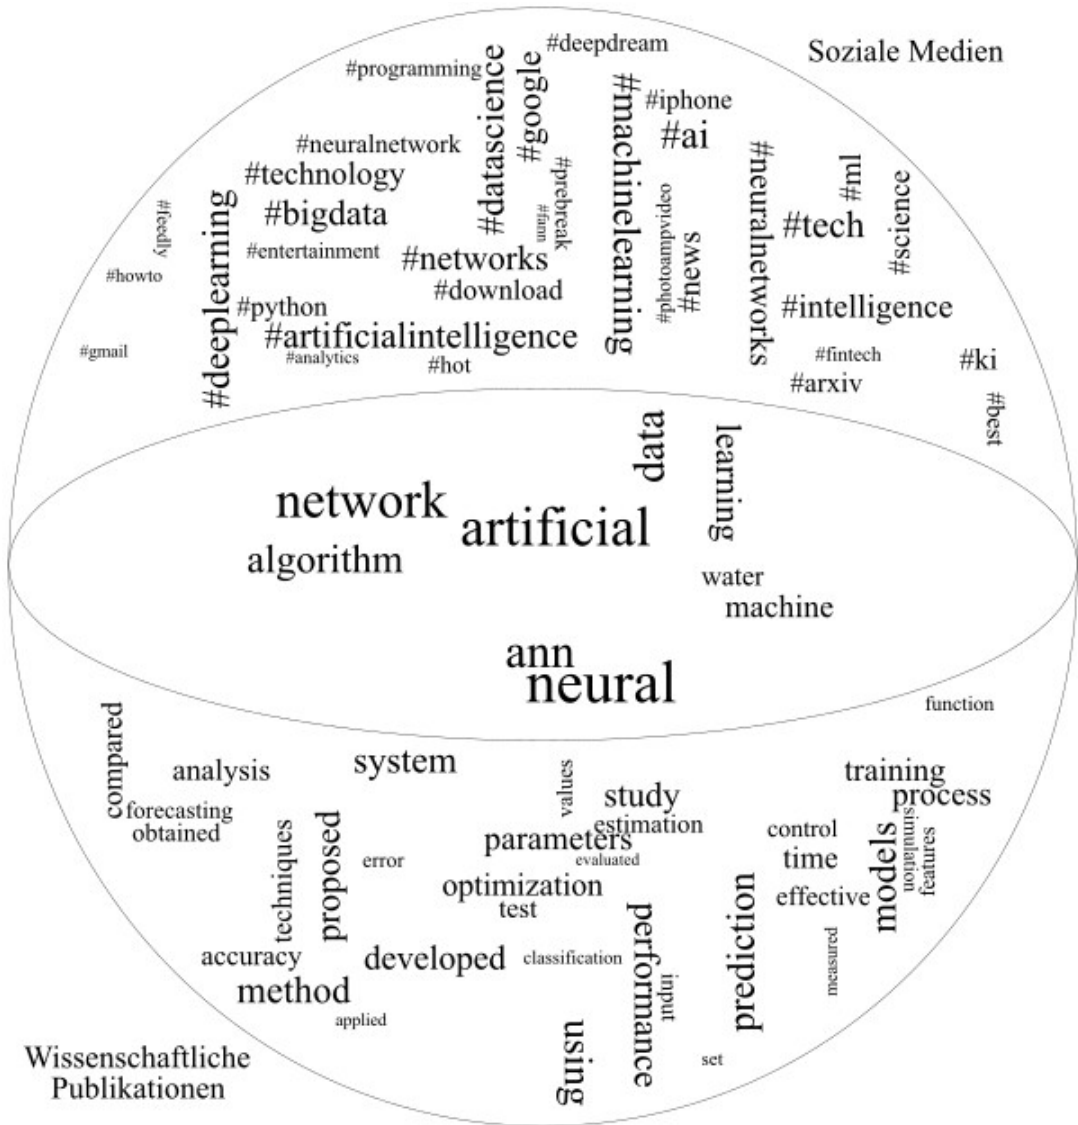 #deepdream
Soziale Medien
#programming
#datascience
#google
#machinelearning
#iphone
#ai
#neuralnetwork
#technology
#prebreak
#neuralnetworks
#ml
#science
#photoampvideo
#feedly
#deeplearning
#bigdata
#fann
#tech
#entertainment
#networks
#news
#howto
#download
#python
#intelligence
#artificialintelligence
#gmail
#analytics
#hot
#fintech
#ki
#arxiv
#best
data
learning
network
artificial
algorithm
water
machine
ann
neural
function
compared
system
analysis
values
training
study
process
forecasting
obtained
estimation
control
simulation
features
techniques
proposed
parameters
models
error
evaluated
time
optimization
effective
test
prediction
performance
accuracy
developed
classification
measured
method
input
applied
using
Wissenschaftliche
Publikationen
set